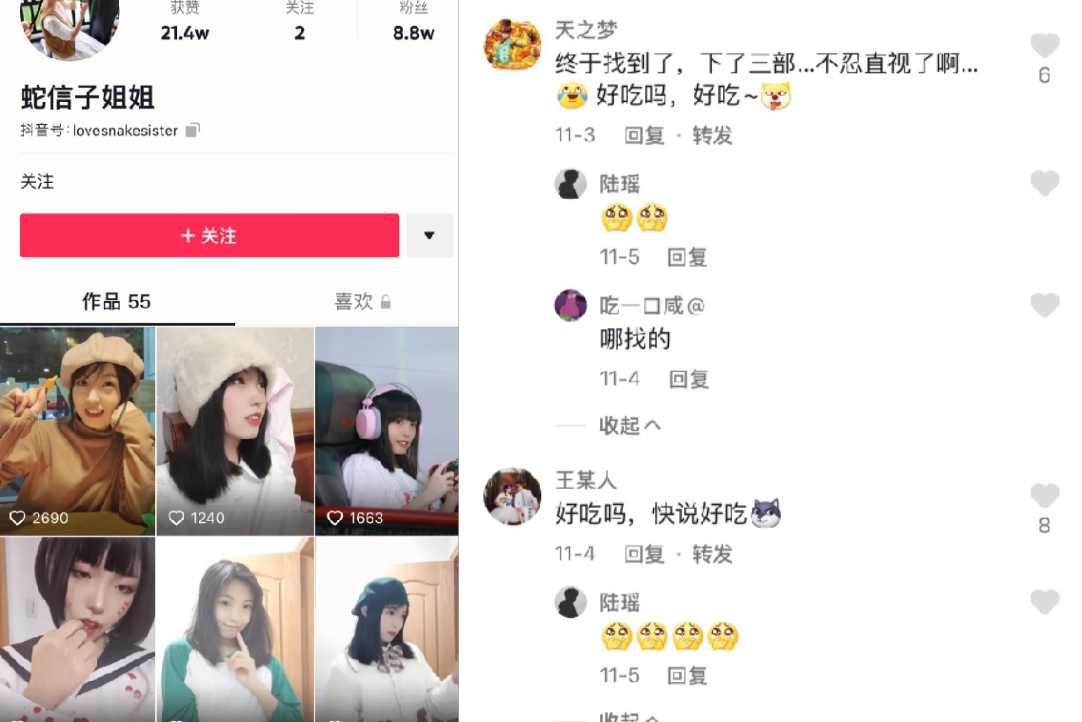 获赞
关注
粉丝
21.4w
2
8.8w
蛇信子姐姐
抖音号：lovesnakesister
关注
+ 关注
作品 55
喜欢
2690
1240
1663
天之梦
终于找到了，下了三部...不忍直视了啊...
好吃吗，好吃~
6
11-3 回复 · 转发
陆瑶
11-5 回复
吃一口咸@
哪找的
11-4 回复
收起
王某人
好吃吗，快说好吃
8
11-4 回复 · 转发
陆瑶
11-5 回复
收起